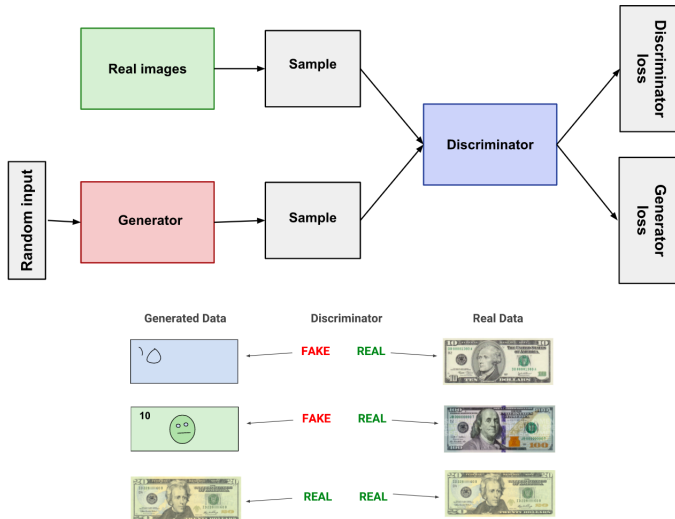 Real images
Sample
Discriminator
loss
Discriminator
Random input
Generator
Sample
Generator
loss
Generated Data
Discriminator
Real Data
FAKE
REAL
10
FAKE
REAL
10
REAL
REAL